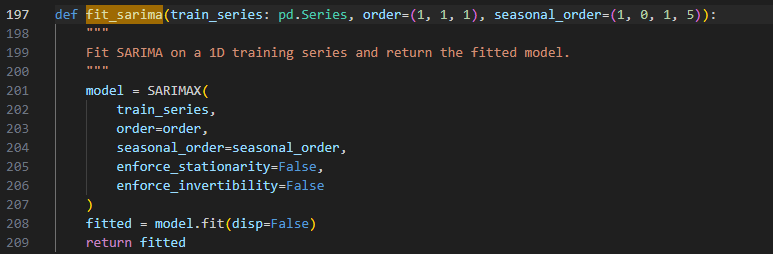 197 def fit_sarima(train_series: pd.Series, order=(1, 1, 1), seasonal_order=(1, 0, 1, 5)):
198     """
199     Fit SARIMA on a 1D training series and return the fitted model.
200     """
201     model = SARIMAX(
202         train_series,
203         order=order,
204         seasonal_order=seasonal_order,
205         enforce_stationarity=False,
206         enforce_invertibility=False
207     )
208     fitted = model.fit(disp=False)
209     return fitted